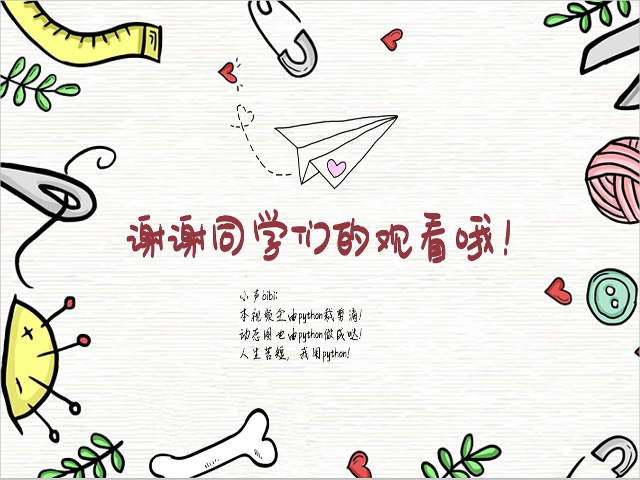 谢谢同学们的观看哦！
小声bibi:
本视频全由python裁剪滴!
动态图也由python做成哒!
人生苦短，我用python!